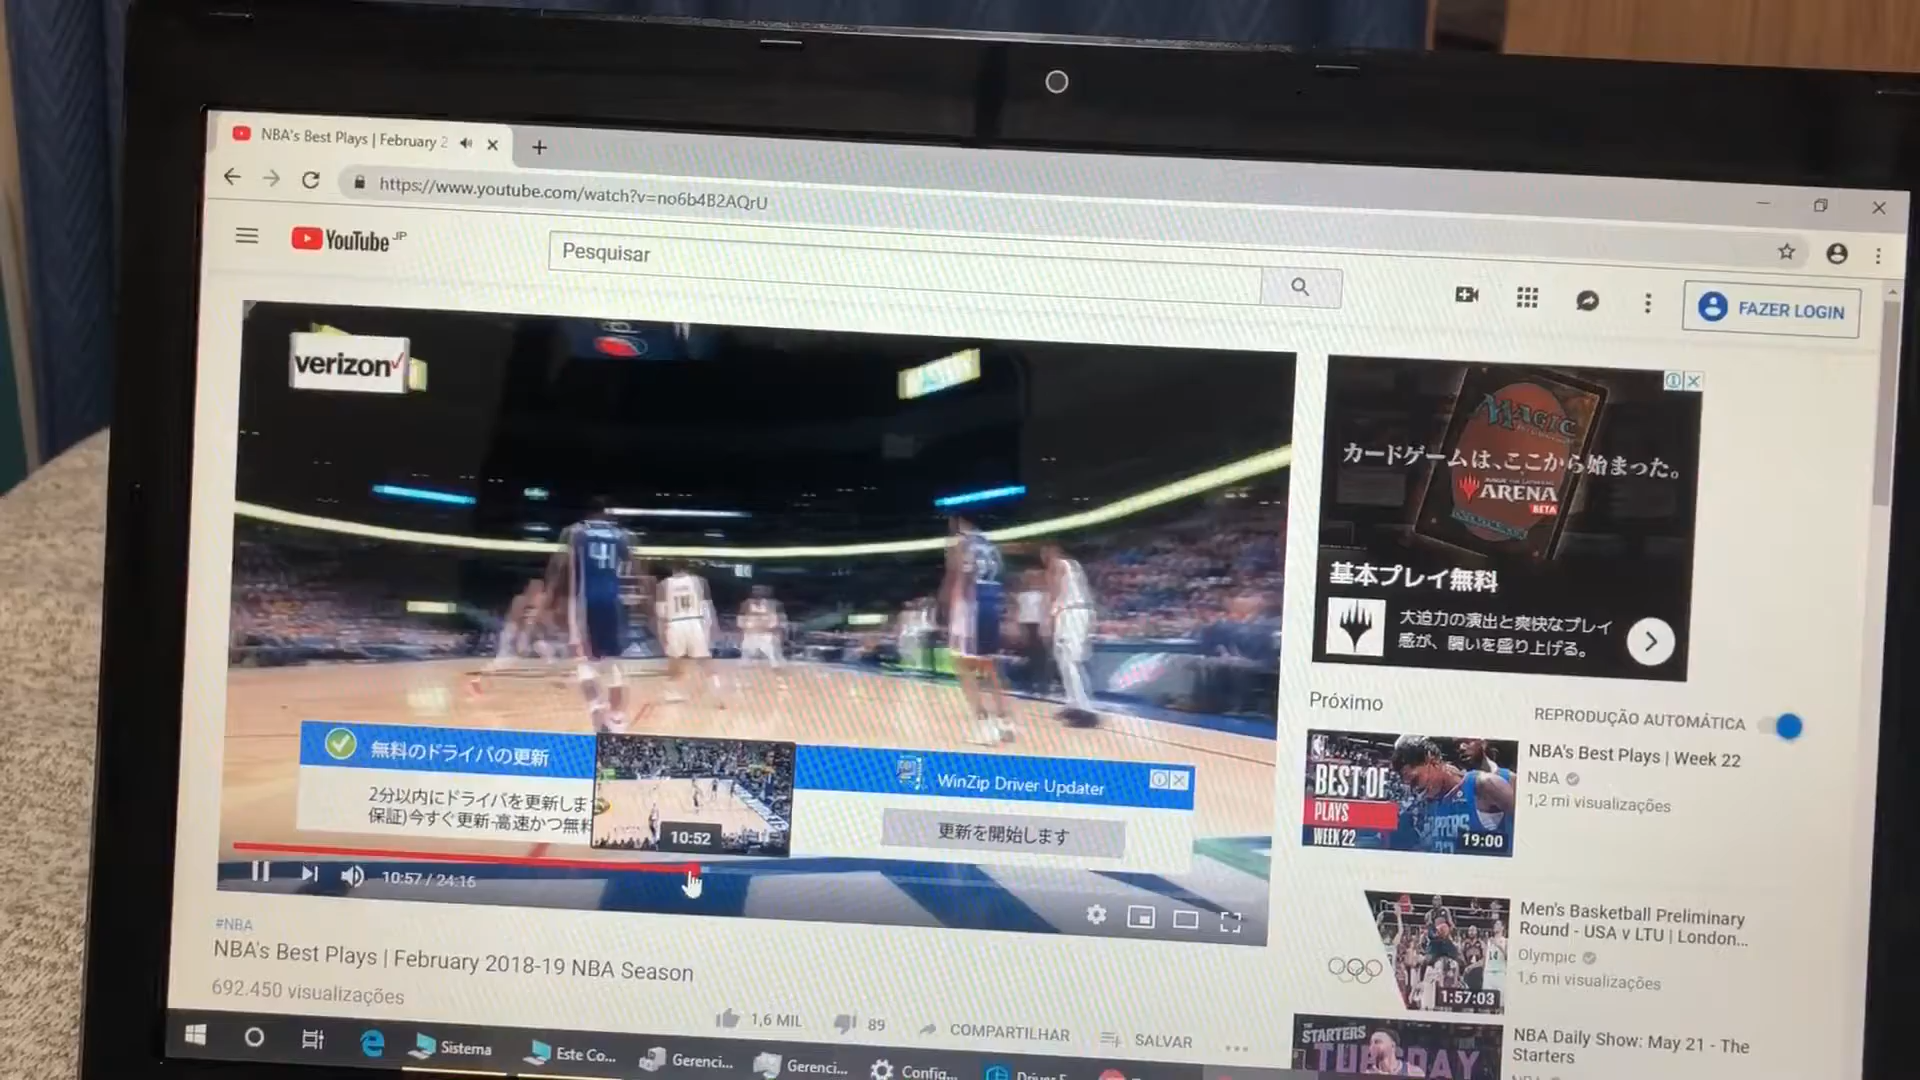 NBA's Best Plays | February 2
https://www.youtube.com/watch?v=no6b4B2AQrU
YouTube JP
Pesquisar
FAZER LOGIN
verizon
41
14
MAGIC
カードゲームは、ここから始まった。
ARENA
BETA
基本プレイ無料
大迫力の演出と爽快なプレイ
感が、闘いを盛り上げる。
無料のドライバの更新
2分以内にドライバを更新しま
保証)今すぐ更新-高速かつ無料
10:52
WinZip Driver Updater
更新を開始します
10:57 / 24:16
#NBA
NBA's Best Plays | February 2018-19 NBA Season
692.450 visualizações
1,6 MIL
89
COMPARTILHAR
SALVAR
Próximo
REPRODUÇÃO AUTOMÁTICA
BEST OF
PLAYS
WEEK 22
19:00
NBA's Best Plays | Week 22
NBA
1,2 mi visualizações
1:57:03
Men's Basketball Preliminary
Round - USA v LTU | London...
Olympic
1,6 mi visualizações
STARTERS
TUESDAY
NBA Daily Show: May 21 - The
Starters
Sistema
Este Co...
Gerenci...
Gerenci...
Config...